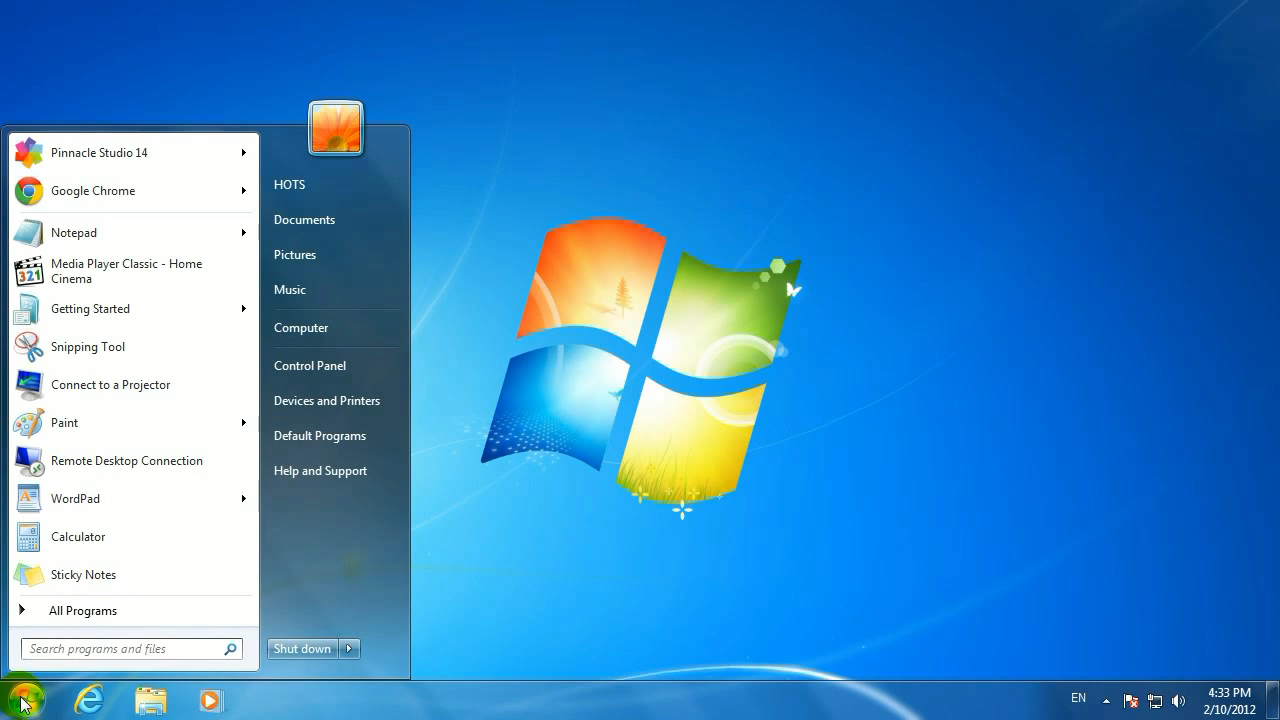 Pinnacle Studio 14
Google Chrome
Notepad
Media Player Classic - Home
Cinema
Getting Started
Snipping Tool
Connect to a Projector
Paint
Remote Desktop Connection
WordPad
Calculator
Sticky Notes
All Programs
Search programs and files
HOTS
Documents
Pictures
Music
Computer
Control Panel
Devices and Printers
Default Programs
Help and Support
Shut down
EN
4:33 PM
2/10/2012
321